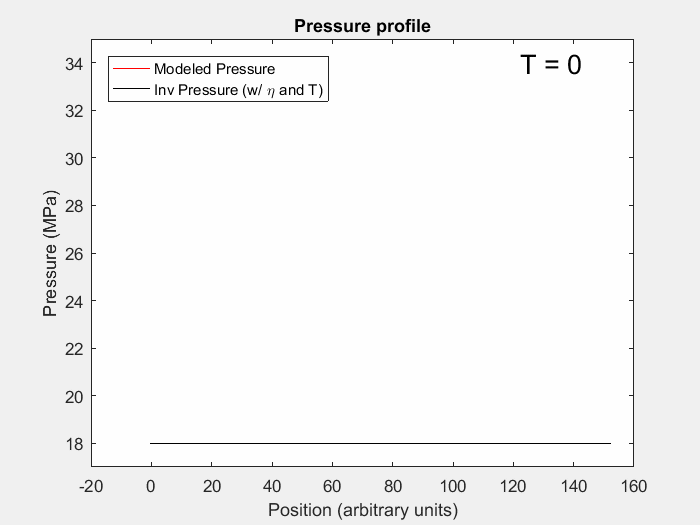 Pressure profile
T = 0
Modeled Pressure
Inv Pressure (w/ η and T)
Pressure (MPa)
34
32
30
28
26
24
22
20
18
-20 0 20 40 60 80 100 120 140 160
Position (arbitrary units)